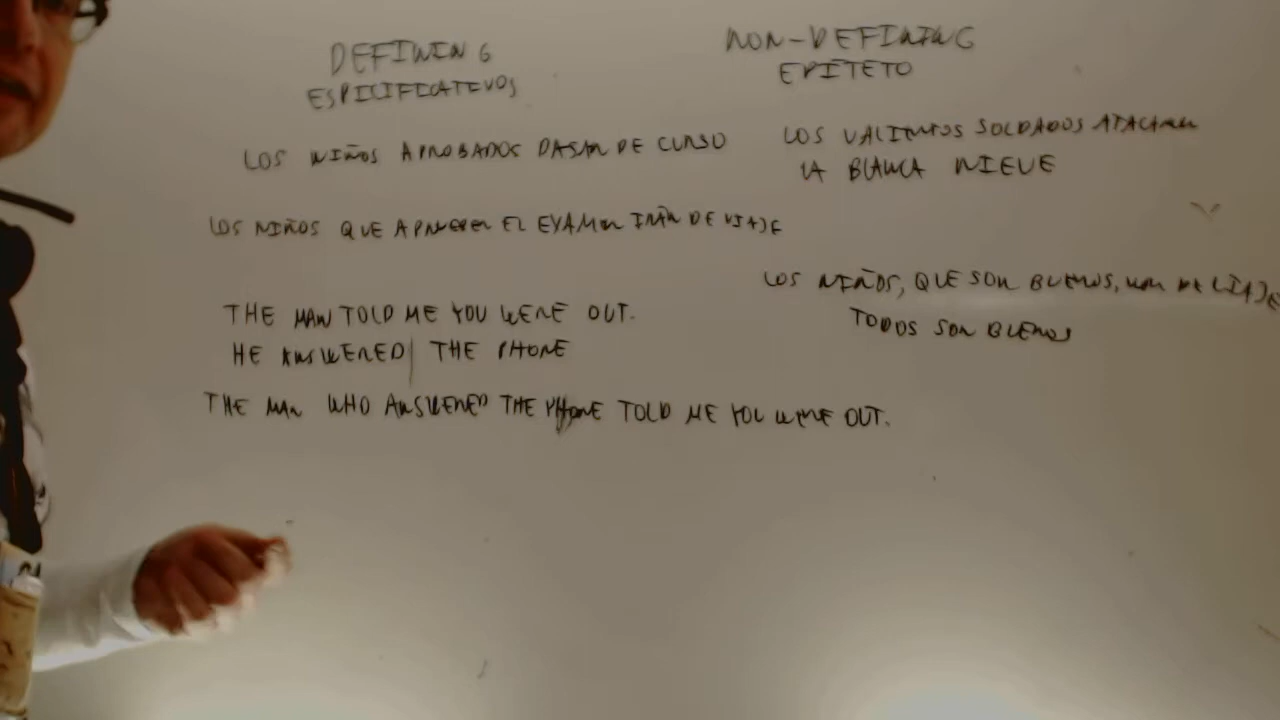 DEFINING
ESPECIFICATIVOS
NON-DEFINING
EPÍTETO
LOS NIÑOS APROBADOS PASAN DE CURSO
LOS VALIENTES SOLDADOS ATACARON
LA BLANCA NIEVE
LOS NIÑOS QUE APRUEBEN EL EXAMEN IRÁN DE VIAJE
LOS NIÑOS, QUE SON BUENOS, VAN DE VIAJE
TODOS SON BUENOS
THE MAN TOLD ME YOU WERE OUT.
HE ANSWERED THE PHONE
THE MAN WHO ANSWERED THE PHONE TOLD ME YOU WERE OUT.